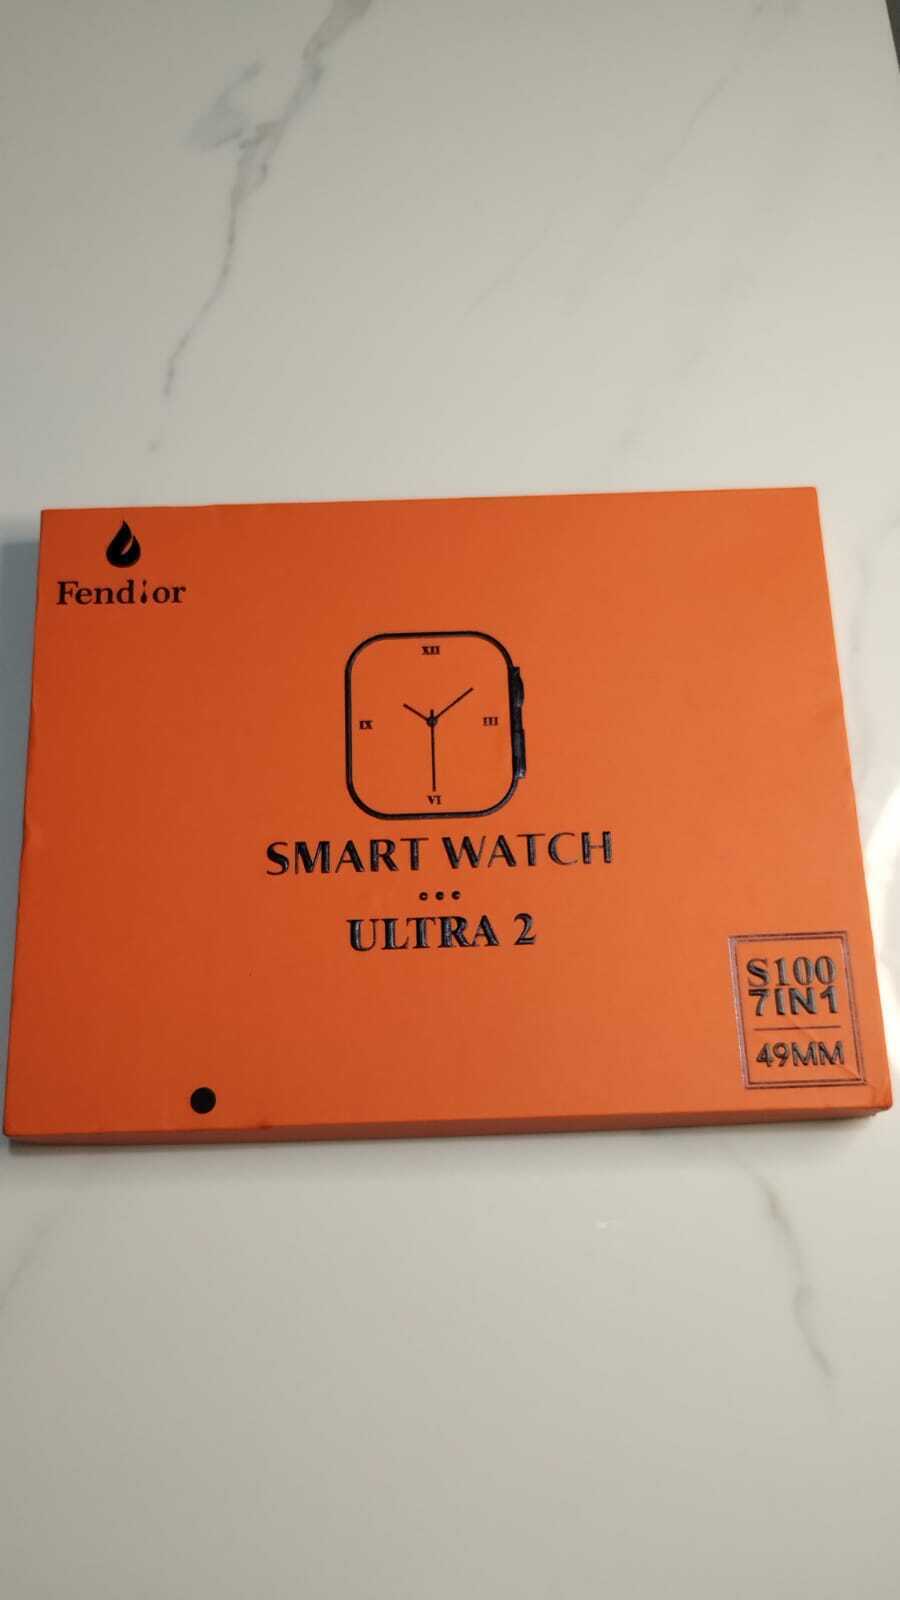 Fendior
XII
IX
III
VI
SMART WATCH
ULTRA 2
S100
7IN1
49MM